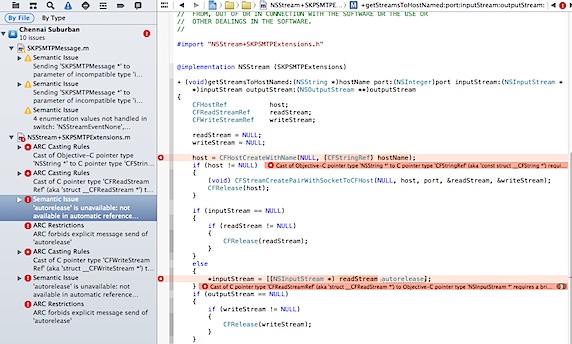 By File
By Type
Chennai Suburban
10 issues
SKPSMTPMessage.m
Semantic Issue
Sending 'SKPSMTPMessage *' to
parameter of incompatible type 'i...
Semantic Issue
Sending 'SKPSMTPMessage *' to
parameter of incompatible type 'i...
Semantic Issue
4 enumeration values not handled in
switch: 'NSStreamEventNone',...
NSStream+SKPSMTPExtensions.m
ARC Casting Rules
Cast of Objective-C pointer type
'NSString *' to C pointer type 'CFStrin...
ARC Casting Rules
Cast of C pointer type 'CFReadStream
Ref' (aka 'struct __CFReadStream *') t...
Semantic Issue
'autorelease' is unavailable: not
available in automatic reference...
ARC Restrictions
ARC forbids explicit message send of
'autorelease'
ARC Casting Rules
Cast of C pointer type 'CFWriteStream
Ref' (aka 'struct __CFWriteStream *') t...
Semantic Issue
'autorelease' is unavailable: not
available in automatic reference...
ARC Restrictions
ARC forbids explicit message send of
'autorelease'
NSStream+SKPSMTPE...
+getStreamsToHostNamed:port:inputStream:outputStream:
// FROM, OUT OF OR IN CONNECTION WITH THE SOFTWARE OR THE USE OR
// OTHER DEALINGS IN THE SOFTWARE.
//
#import "NSStream+SKPSMTPExtensions.h"
@implementation NSStream (SKPSMTPExtensions)
+ (void)getStreamsToHostNamed:(NSString *)hostName port:(NSInteger)port inputStream:(NSInputStream *
*)inputStream outputStream:(NSOutputStream **)outputStream
{
CFHostRef host;
CFReadStreamRef readStream;
CFWriteStreamRef writeStream;
readStream = NULL;
writeStream = NULL;
host = CFHostCreateWithName(NULL, (CFStringRef) hostName);
if (host != NULL) Cast of Objective-C pointer type 'NSString *' to C pointer type 'CFStringRef' (aka 'const struct __CFString *') requi...
{
(void) CFStreamCreatePairWithSocketToCFHost(NULL, host, port, &readStream, &writeStream);
CFRelease(host);
}
if (inputStream == NULL)
{
if (readStream != NULL)
{
CFRelease(readStream);
}
}
else
{
*inputStream = [(NSInputStream *) readStream autorelease];
} Cast of C pointer type 'CFReadStreamRef' (aka 'struct __CFReadStream *') to Objective-C pointer type 'NSInputStream *' requires a bri...
if (outputStream == NULL)
{
if (writeStream != NULL)
{
CFRelease(writeStream);
}
}